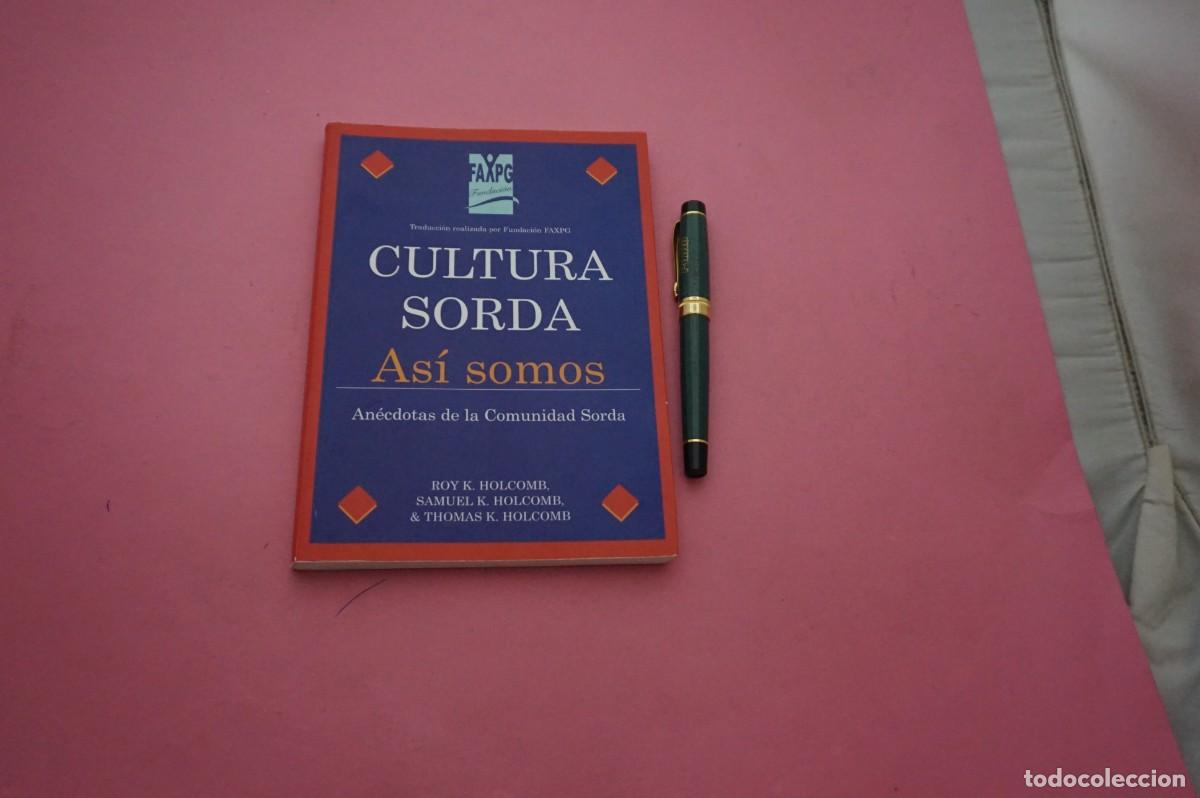 FAXPG
Fundación
Traducción realizada por Fundación FAXPG
CULTURA
SORDA
Así somos
Anécdotas de la Comunidad Sorda
ROY K. HOLCOMB,
SAMUEL K. HOLCOMB,
& THOMAS K. HOLCOMB
todocoleccion